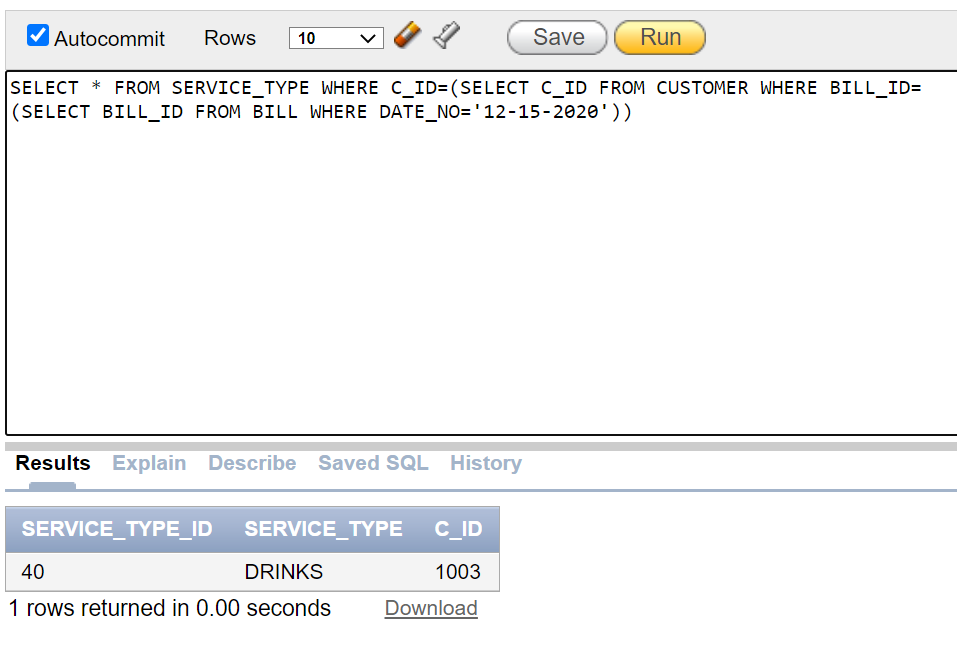 Autocommit Rows 10 Save Run
SELECT * FROM SERVICE_TYPE WHERE C_ID=(SELECT C_ID FROM CUSTOMER WHERE BILL_ID=
(SELECT BILL_ID FROM BILL WHERE DATE_NO='12-15-2020'))
Results Explain Describe Saved SQL History
SERVICE_TYPE_ID SERVICE_TYPE C_ID
40 DRINKS 1003
1 rows returned in 0.00 seconds Download